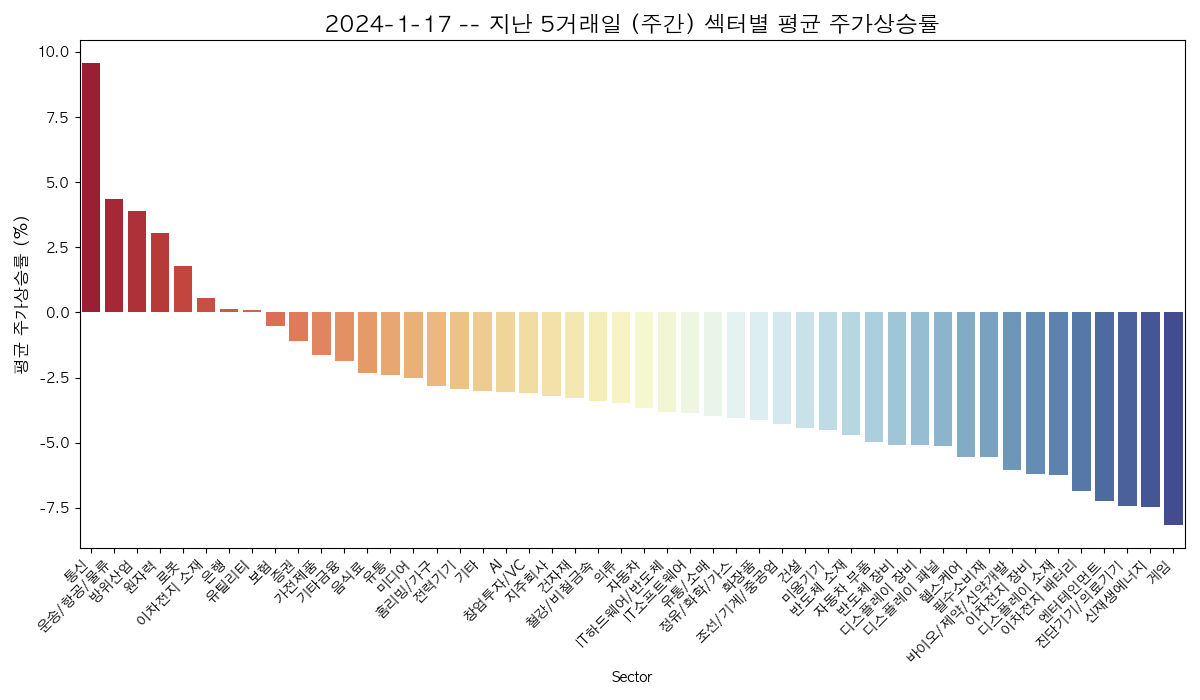 2024-1-17 -- 지난 5거래일 (주간) 섹터별 평균 주가상승률
평균 주가상승률 (%)
10.0
7.5
5.0
2.5
0.0
-2.5
-5.0
-7.5
통신
운송/항공/물류
방위산업
원자력
로봇
이차전지 소재
은행
유틸리티
보험
증권
가전제품
기타금융
음식료
유통
미디어
홈리빙/가구
전력기기
기타
AI
창업투자/VC
지주회사
건자재
철강/비철금속
의류
자동차
IT하드웨어/반도체
IT소프트웨어
유통/소매
정유/화학/가스
화장품
조선/기계/중공업
건설
미용기기
반도체 소재
자동차 부품
반도체 장비
디스플레이 장비
디스플레이 패널
헬스케어
필수소비재
바이오/제약/신약개발
이차전지 장비
디스플레이 소재
이차전지 배터리
엔터테인먼트
진단기기/의료기기
신재생에너지
게임
Sector